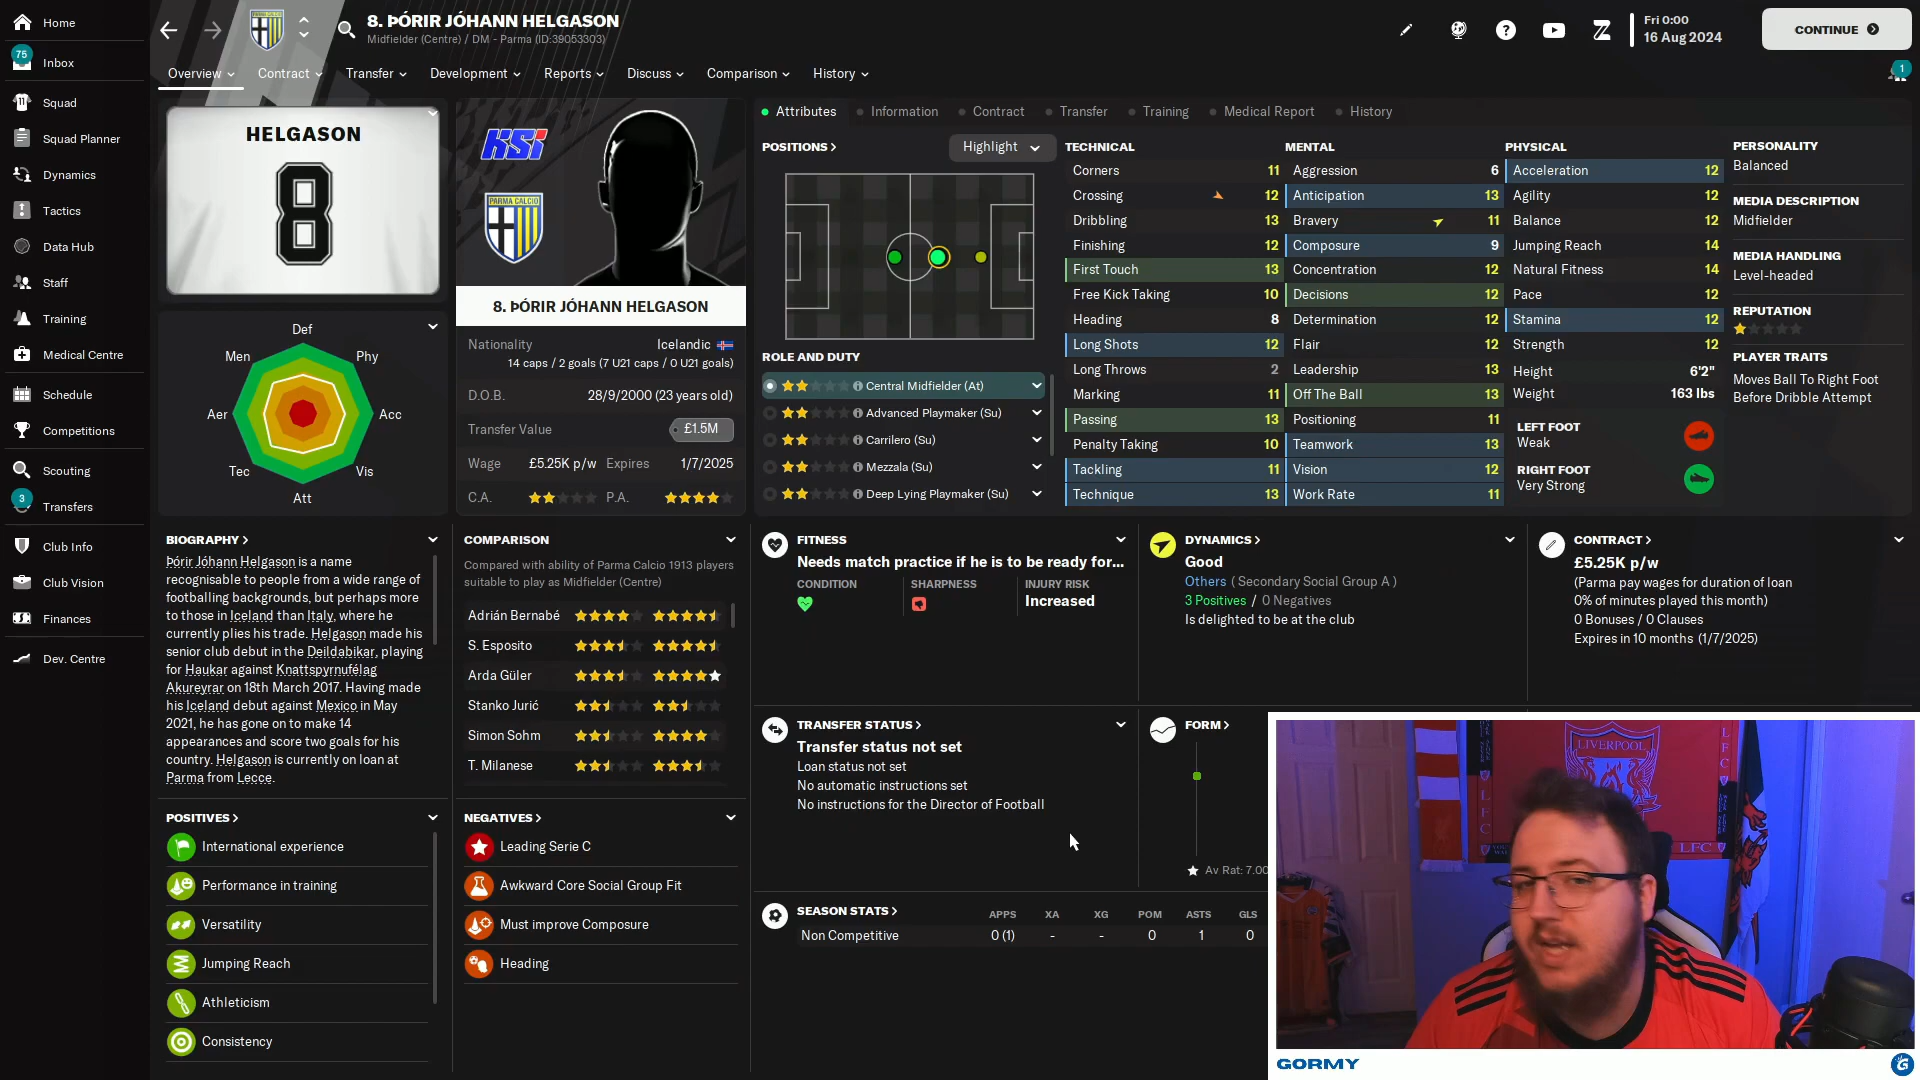 Home
75
Inbox
Squad
Squad Planner
Dynamics
Tactics
Data Hub
Staff
Training
Medical Centre
Schedule
Competitions
Scouting
3
Transfers
Club Info
Club Vision
Finances
Dev. Centre
8. ÞÓRIR JÓHANN HELGASON
Midfielder (Centre) / DM - Parma (ID:39053303)
Fri 0:00
16 Aug 2024
CONTINUE
1
Overview
Contract
Transfer
Development
Reports
Discuss
Comparison
History
HELGASON
8
Def
Men
Phy
Aer
Acc
Tec
Vis
Att
KSÍ
PARMA CALCIO
8. ÞÓRIR JÓHANN HELGASON
Nationality Icelandic
14 caps / 2 goals (7 U21 caps / 0 U21 goals)
D.O.B. 28/9/2000 (23 years old)
Transfer Value £1.5M
Wage £5.25K p/w Expires 1/7/2025
C.A. P.A.
Attributes
Information
Contract
Transfer
Training
Medical Report
History
POSITIONS >
Highlight
ROLE AND DUTY
Central Midfielder (At)
Advanced Playmaker (Su)
Carrilero (Su)
Mezzala (Su)
Deep Lying Playmaker (Su)
TECHNICAL
Corners 11
Crossing 12
Dribbling 13
Finishing 12
First Touch 13
Free Kick Taking 10
Heading 8
Long Shots 12
Long Throws 2
Marking 11
Passing 13
Penalty Taking 10
Tackling 11
Technique 13
MENTAL
Aggression 6
Anticipation 13
Bravery 11
Composure 9
Concentration 12
Decisions 12
Determination 12
Flair 12
Leadership 13
Off The Ball 13
Positioning 11
Teamwork 13
Vision 12
Work Rate 11
PHYSICAL
Acceleration 12
Agility 12
Balance 12
Jumping Reach 14
Natural Fitness 14
Pace 12
Stamina 12
Strength 12
Height 6'2"
Weight 163 lbs
LEFT FOOT
Weak
RIGHT FOOT
Very Strong
PERSONALITY
Balanced
MEDIA DESCRIPTION
Midfielder
MEDIA HANDLING
Level-headed
REPUTATION
PLAYER TRAITS
Moves Ball To Right Foot
Before Dribble Attempt
BIOGRAPHY >
Þórir Jóhann Helgason is a name
recognisable to people from a wide range of
footballing backgrounds, but perhaps more
to those in Iceland than Italy, where he
currently plies his trade. Helgason made his
senior club debut in the Deildabikar, playing
for Haukar against Knattspyrnufélag
Akureyrar on 18th March 2017. Having made
his Iceland debut against Mexico in May
2021, he has gone on to make 14
appearances and score two goals for his
country. Helgason is currently on loan at
Parma from Lecce.
COMPARISON
Compared with ability of Parma Calcio 1913 players
suitable to play as Midfielder (Centre)
Adrián Bernabé
S. Esposito
Arda Güler
Stanko Jurić
Simon Sohm
T. Milanese
FITNESS
Needs match practice if he is to be ready for...
CONDITION
SHARPNESS
INJURY RISK
Increased
DYNAMICS >
Good
Others ( Secondary Social Group A )
3 Positives / 0 Negatives
Is delighted to be at the club
CONTRACT >
£5.25K p/w
(Parma pay wages for duration of loan
0% of minutes played this month)
0 Bonuses / 0 Clauses
Expires in 10 months (1/7/2025)
TRANSFER STATUS >
Transfer status not set
Loan status not set
No automatic instructions set
No instructions for the Director of Football
FORM >
Av Rat: 7.00
SEASON STATS > APPS XA XG POM ASTS GLS
Non Competitive 0 (1) - - 0 1 0
POSITIVES >
International experience
Performance in training
Versatility
Jumping Reach
Athleticism
Consistency
NEGATIVES >
Leading Serie C
Awkward Core Social Group Fit
Must improve Composure
Heading
LIVERPOOL
LFC
GORMY